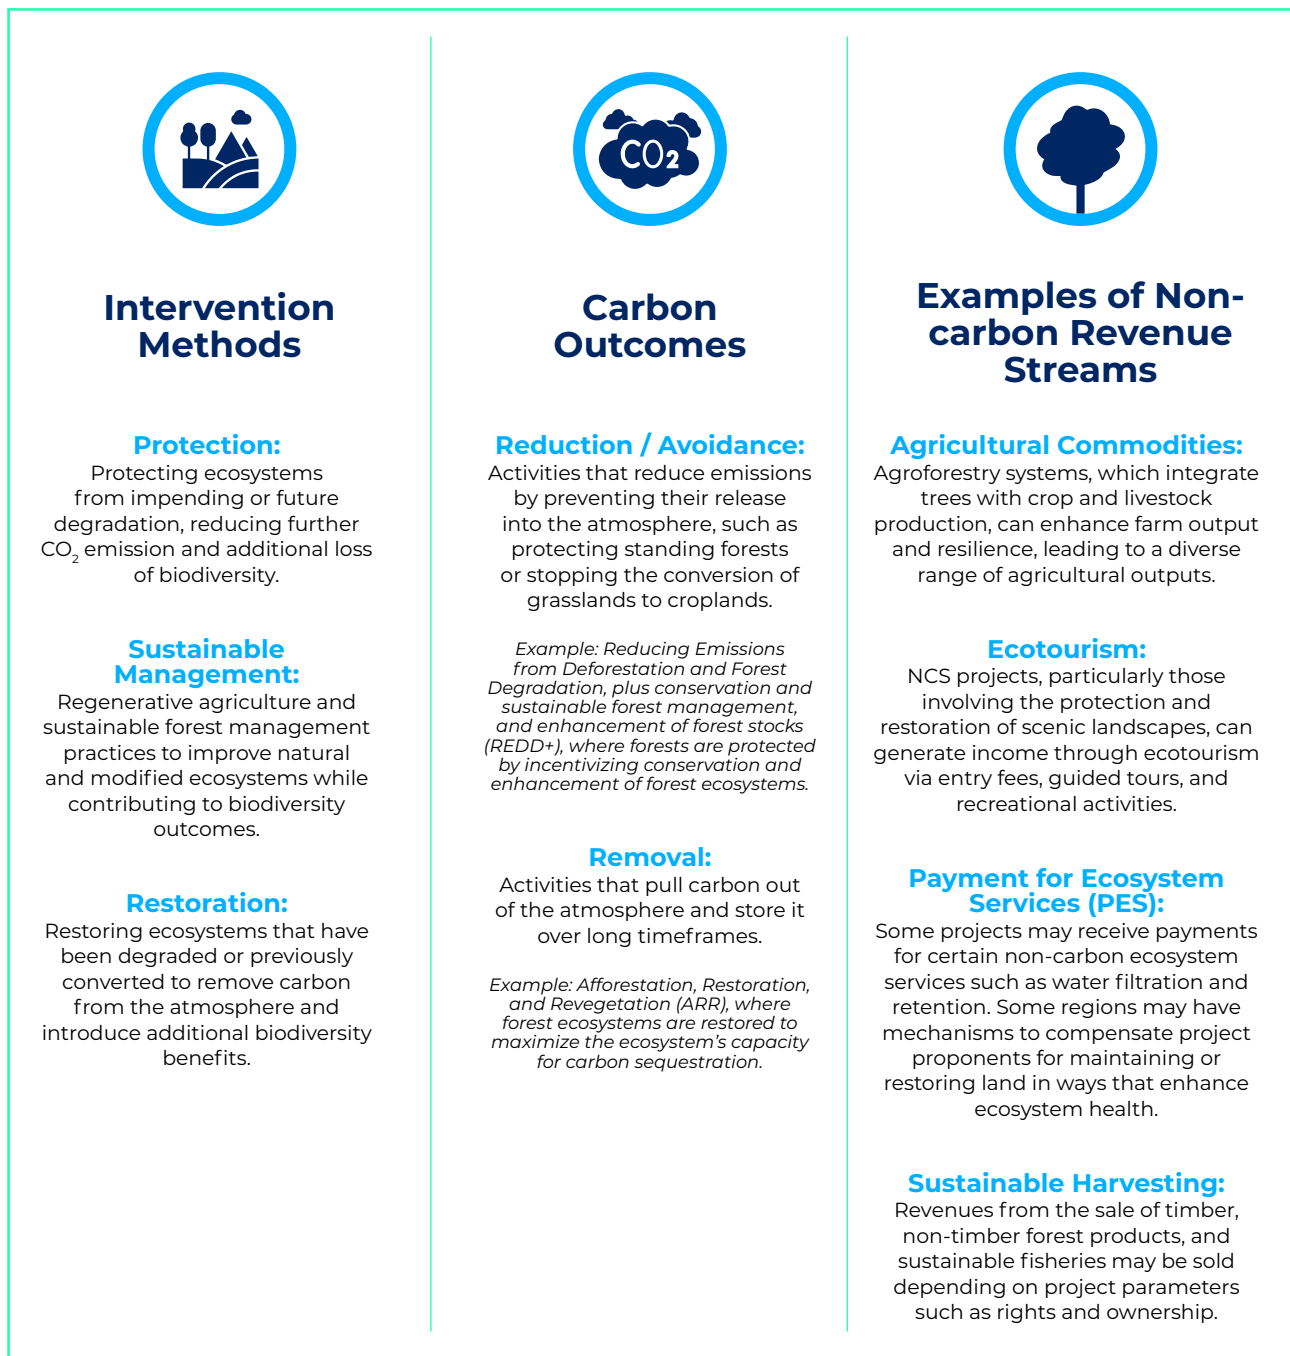 CO₂
Intervention
Methods
Protection:
Protecting ecosystems
from impending or future
degradation, reducing further
CO₂ emission and additional loss
of biodiversity.
Sustainable
Management:
Regenerative agriculture and
sustainable forest management
practices to improve natural
and modified ecosystems while
contributing to biodiversity
outcomes.
Restoration:
Restoring ecosystems that have
been degraded or previously
converted to remove carbon
from the atmosphere and
introduce additional biodiversity
benefits.
Carbon
Outcomes
Reduction / Avoidance:
Activities that reduce emissions
by preventing their release
into the atmosphere, such as
protecting standing forests
or stopping the conversion of
grasslands to croplands.
Example: Reducing Emissions
from Deforestation and Forest
Degradation, plus conservation and
sustainable forest management,
and enhancement of forest stocks
(REDD+), where forests are protected
by incentivizing conservation and
enhancement of forest ecosystems.
Removal:
Activities that pull carbon out
of the atmosphere and store it
over long timeframes.
Example: Afforestation, Restoration,
and Revegetation (ARR), where
forest ecosystems are restored to
maximize the ecosystem’s capacity
for carbon sequestration.
Examples of Non-
carbon Revenue
Streams
Agricultural Commodities:
Agroforestry systems, which integrate
trees with crop and livestock
production, can enhance farm output
and resilience, leading to a diverse
range of agricultural outputs.
Ecotourism:
NCS projects, particularly those
involving the protection and
restoration of scenic landscapes, can
generate income through ecotourism
via entry fees, guided tours, and
recreational activities.
Payment for Ecosystem
Services (PES):
Some projects may receive payments
for certain non-carbon ecosystem
services such as water filtration and
retention. Some regions may have
mechanisms to compensate project
proponents for maintaining or
restoring land in ways that enhance
ecosystem health.
Sustainable Harvesting:
Revenues from the sale of timber,
non-timber forest products, and
sustainable fisheries may be sold
depending on project parameters
such as rights and ownership.